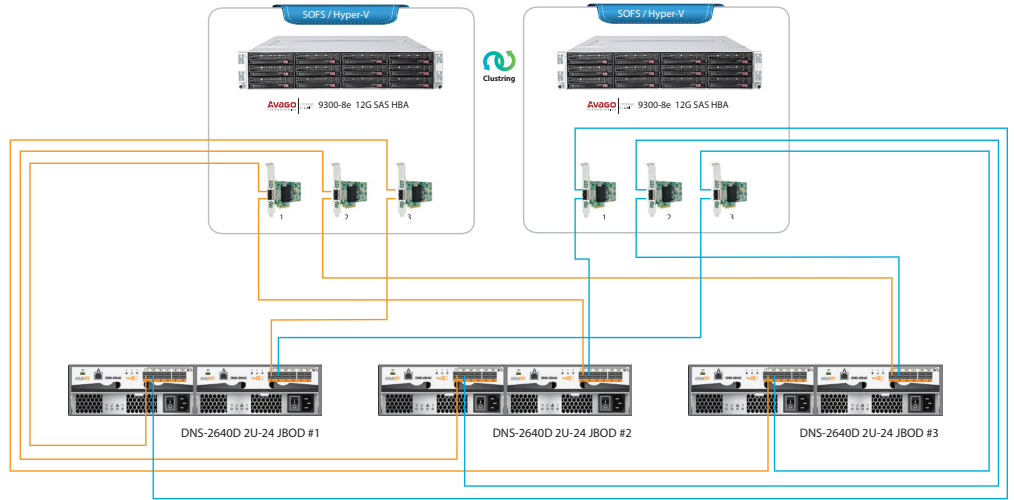 SOFS / Hyper-V
SOFS / Hyper-V
Clustring
Avago 9300-8e 12G SAS HBA
Avago 9300-8e 12G SAS HBA
1
2
3
1
2
3
DNS-2640D 2U-24 JBOD #1
DNS-2640D 2U-24 JBOD #2
DNS-2640D 2U-24 JBOD #3